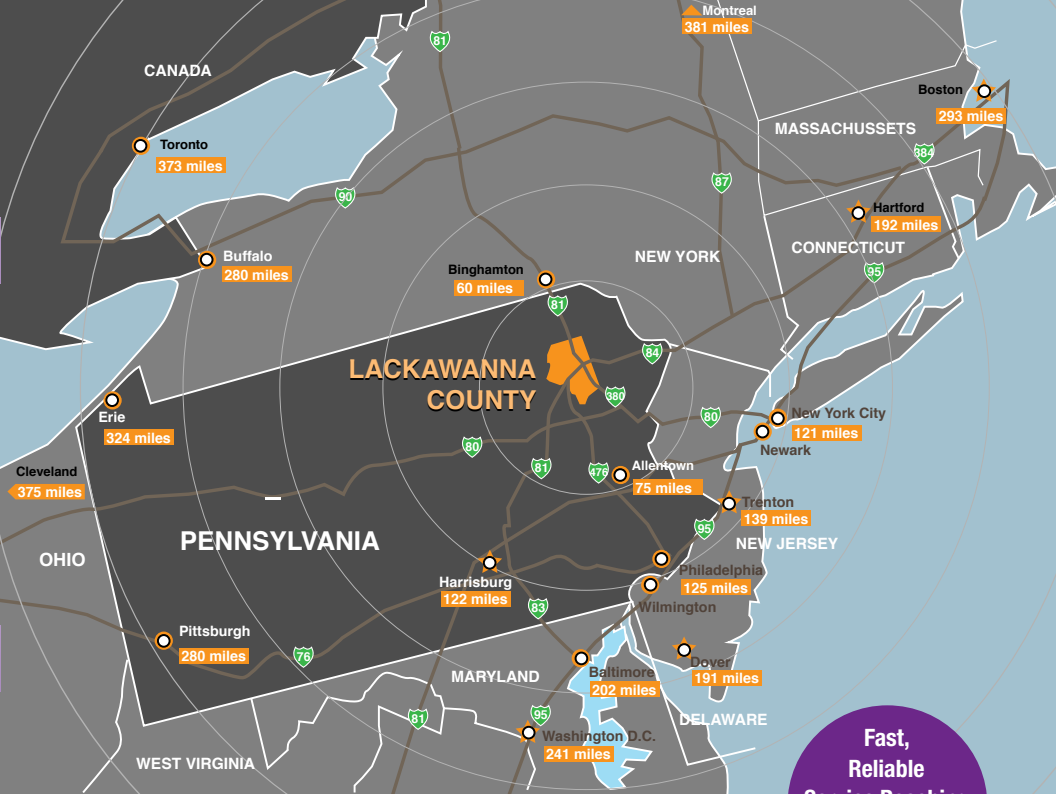 Montreal
381 miles
81
CANADA
Boston
293 miles
MASSACHUSSETS
Toronto
373 miles
384
87
90
Hartford
192 miles
CONNECTICUT
NEW YORK
Buffalo
280 miles
Binghamton
60 miles
95
81
84
LACKAWANNA
COUNTY
380
Erie
324 miles
80
New York City
121 miles
Newark
80
Cleveland
375 miles
81
476
Allentown
75 miles
Trenton
139 miles
95
PENNSYLVANIA
NEW JERSEY
OHIO
Harrisburg
122 miles
Philadelphia
125 miles
83
Wilmington
Pittsburgh
280 miles
76
MARYLAND
Baltimore
202 miles
Dover
191 miles
81
95
DELAWARE
Washington D.C.
241 miles
WEST VIRGINIA
Fast,
Reliable